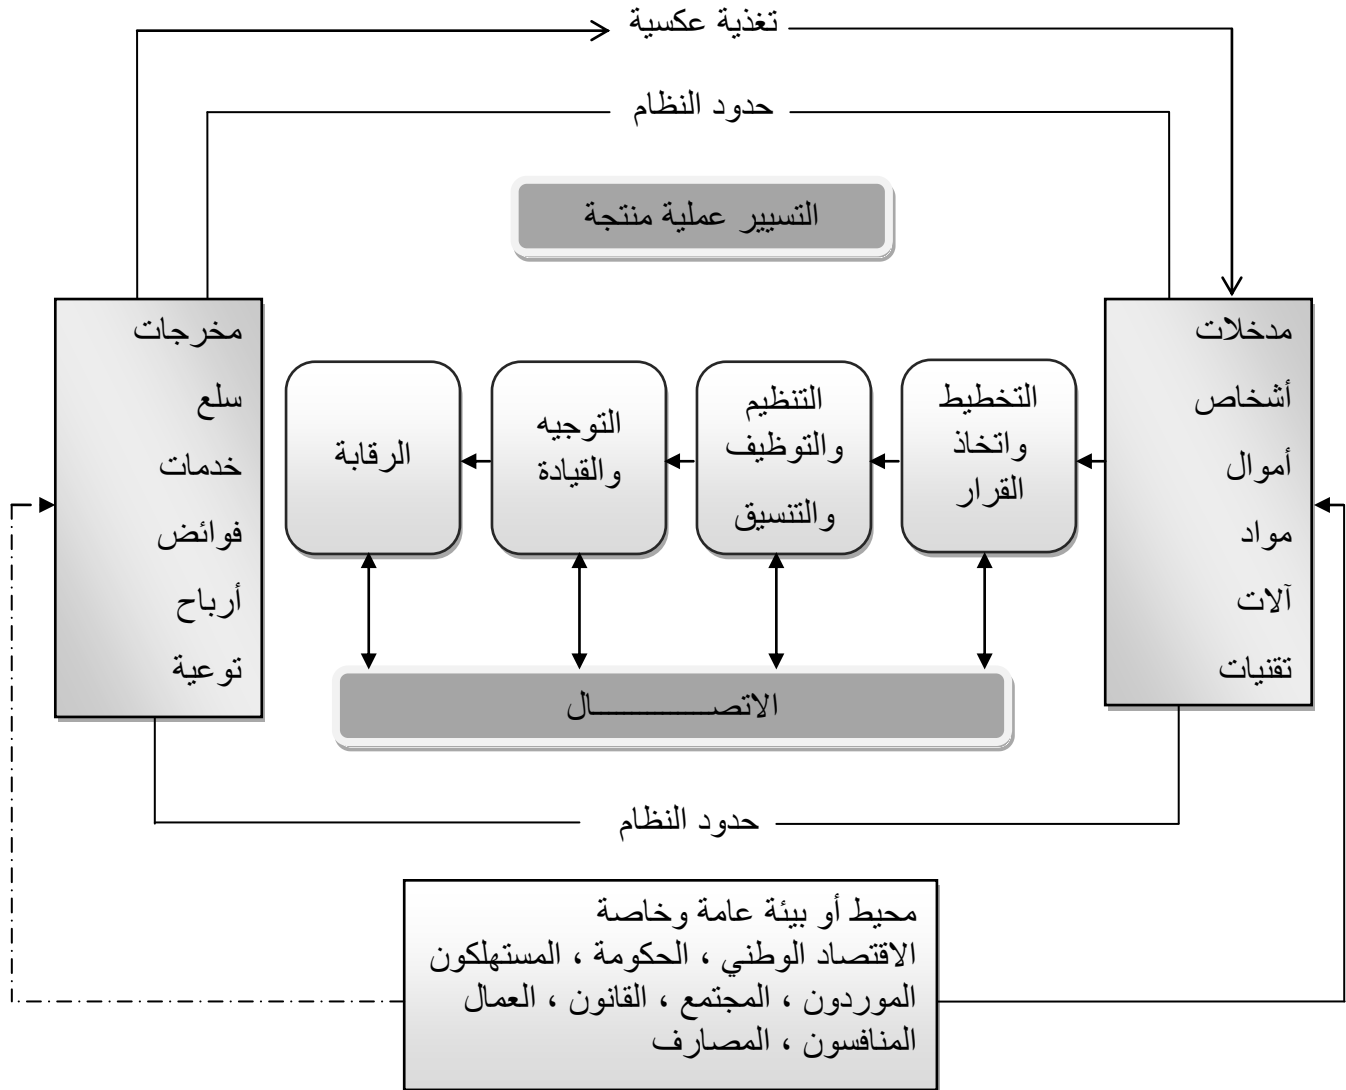 تغذية عكسية
حدود النظام
التسيير عملية منتجة
مدخلات
أشخاص
أموال
مواد
آلات
تقنيات
التخطيط
واتخاذ
القرار
التنظيم
والتوظيف
والتنسيق
التوجيه
والقيادة
الرقابة
مخرجات
سلع
خدمات
فوائض
أرباح
توعية
الاتصــــــــــــال
حدود النظام
محيط أو بيئة عامة وخاصة
الاقتصاد الوطني ، الحكومة ، المستهلكون
الموردون ، المجتمع ، القانون ، العمال
المنافسون ، المصارف